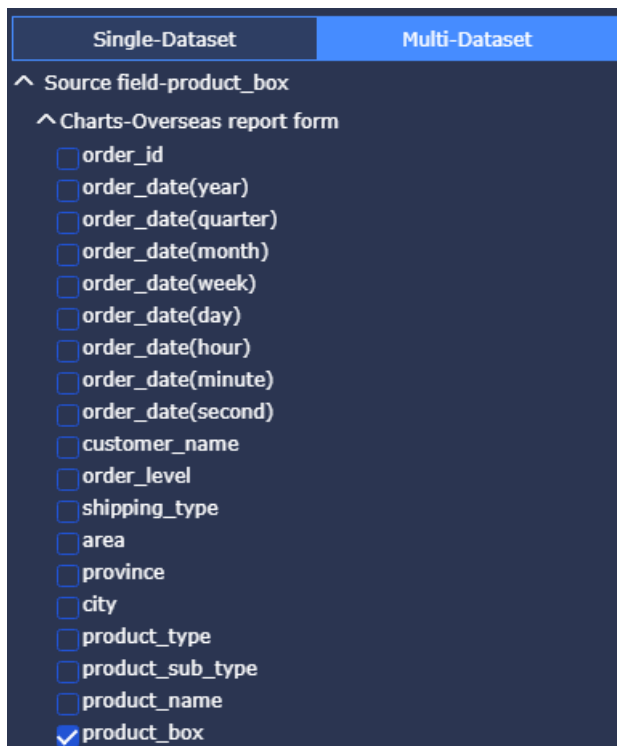 Single-Dataset Multi-Dataset
Source field-product_box
Charts-Overseas report form
order_id
order_date(year)
order_date(quarter)
order_date(month)
order_date(week)
order_date(day)
order_date(hour)
order_date(minute)
order_date(second)
customer_name
order_level
shipping_type
area
province
city
product_type
product_sub_type
product_name
product_box